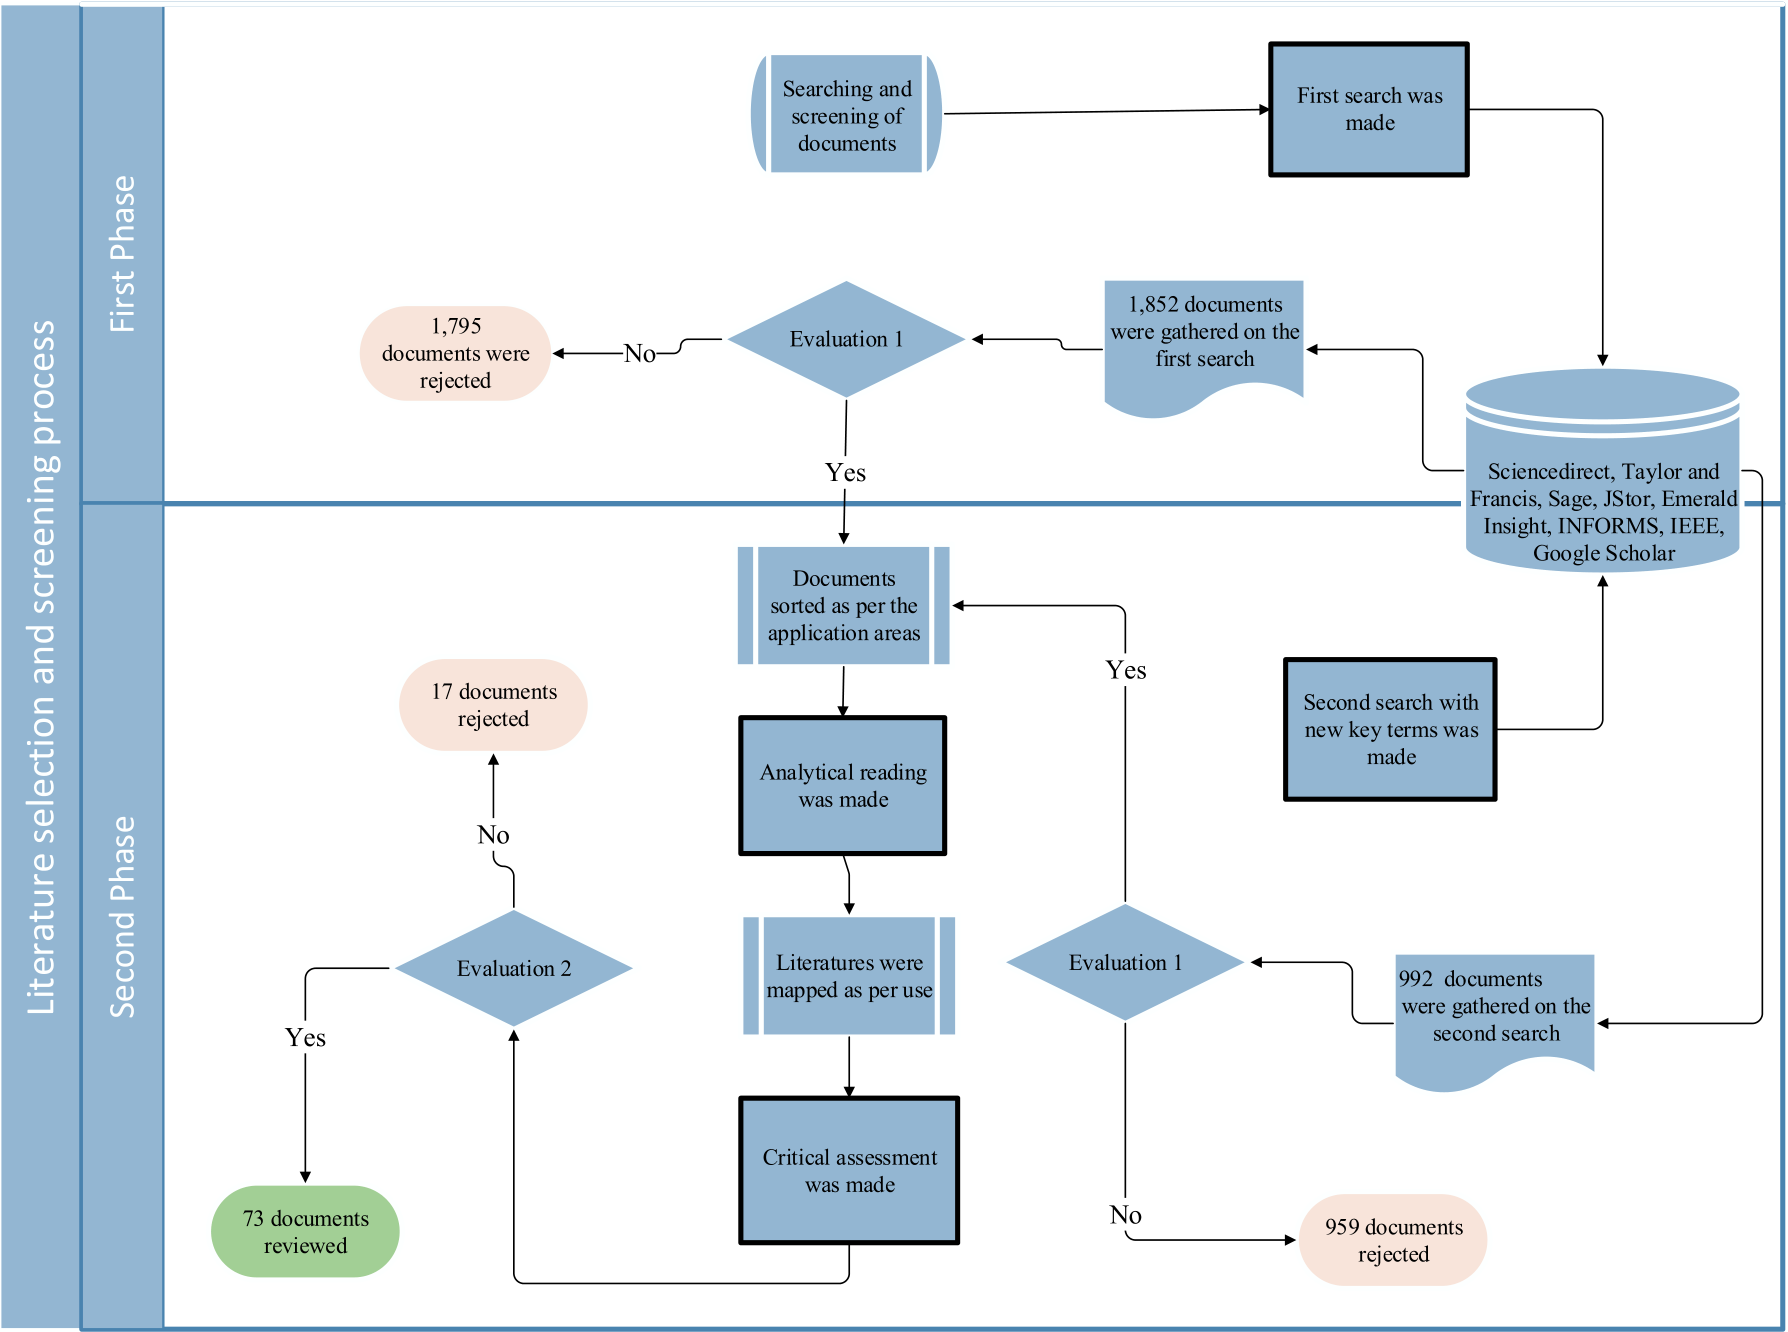 Literature selection and screening process
First Phase
Searching and
screening of
documents
First search was
made
1,852 documents
were gathered on the
first search
Evaluation 1
No
1,795
documents were
rejected
Yes
Sciencedirect, Taylor and
Francis, Sage, JStor, Emerald
Insight, INFORMS, IEEE,
Google Scholar
Second Phase
Documents
sorted as per the
application areas
Yes
Second search with
new key terms was
made
17 documents
rejected
Analytical reading
was made
No
Evaluation 2
Literatures were
mapped as per use
Evaluation 1
992 documents
were gathered on the
second search
Yes
Critical assessment
was made
No
73 documents
reviewed
959 documents
rejected